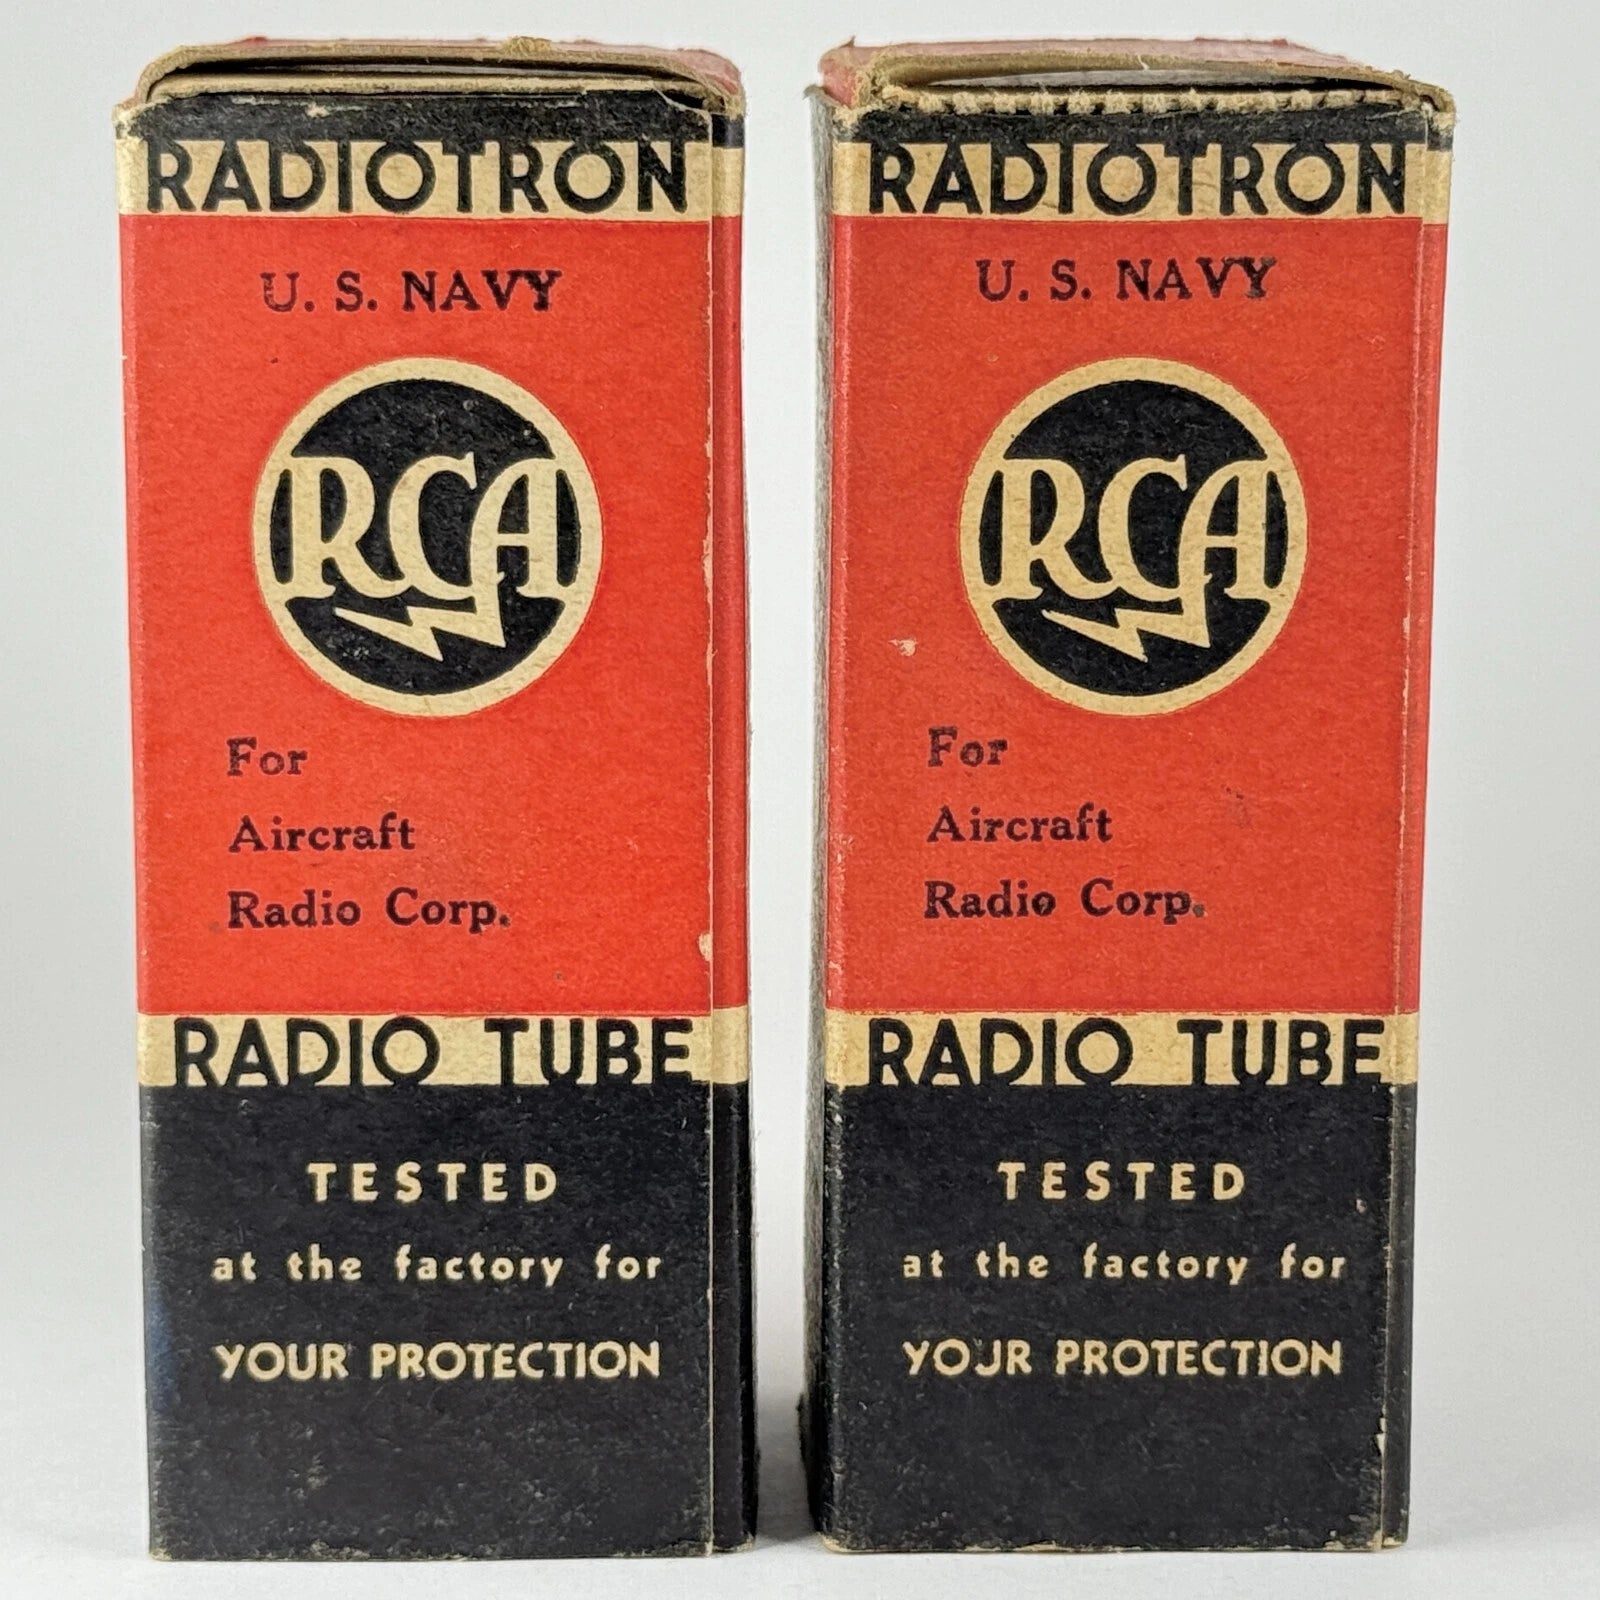 RADIOTRON
U. S. NAVY
RCA
For
Aircraft
Radio Corp.
RADIO TUBE
TESTED
at the factory for
YOUR PROTECTION
RADIOTRON
U. S. NAVY
RCA
For
Aircraft
Radio Corp.
RADIO TUBE
TESTED
at the factory for
YOUR PROTECTION